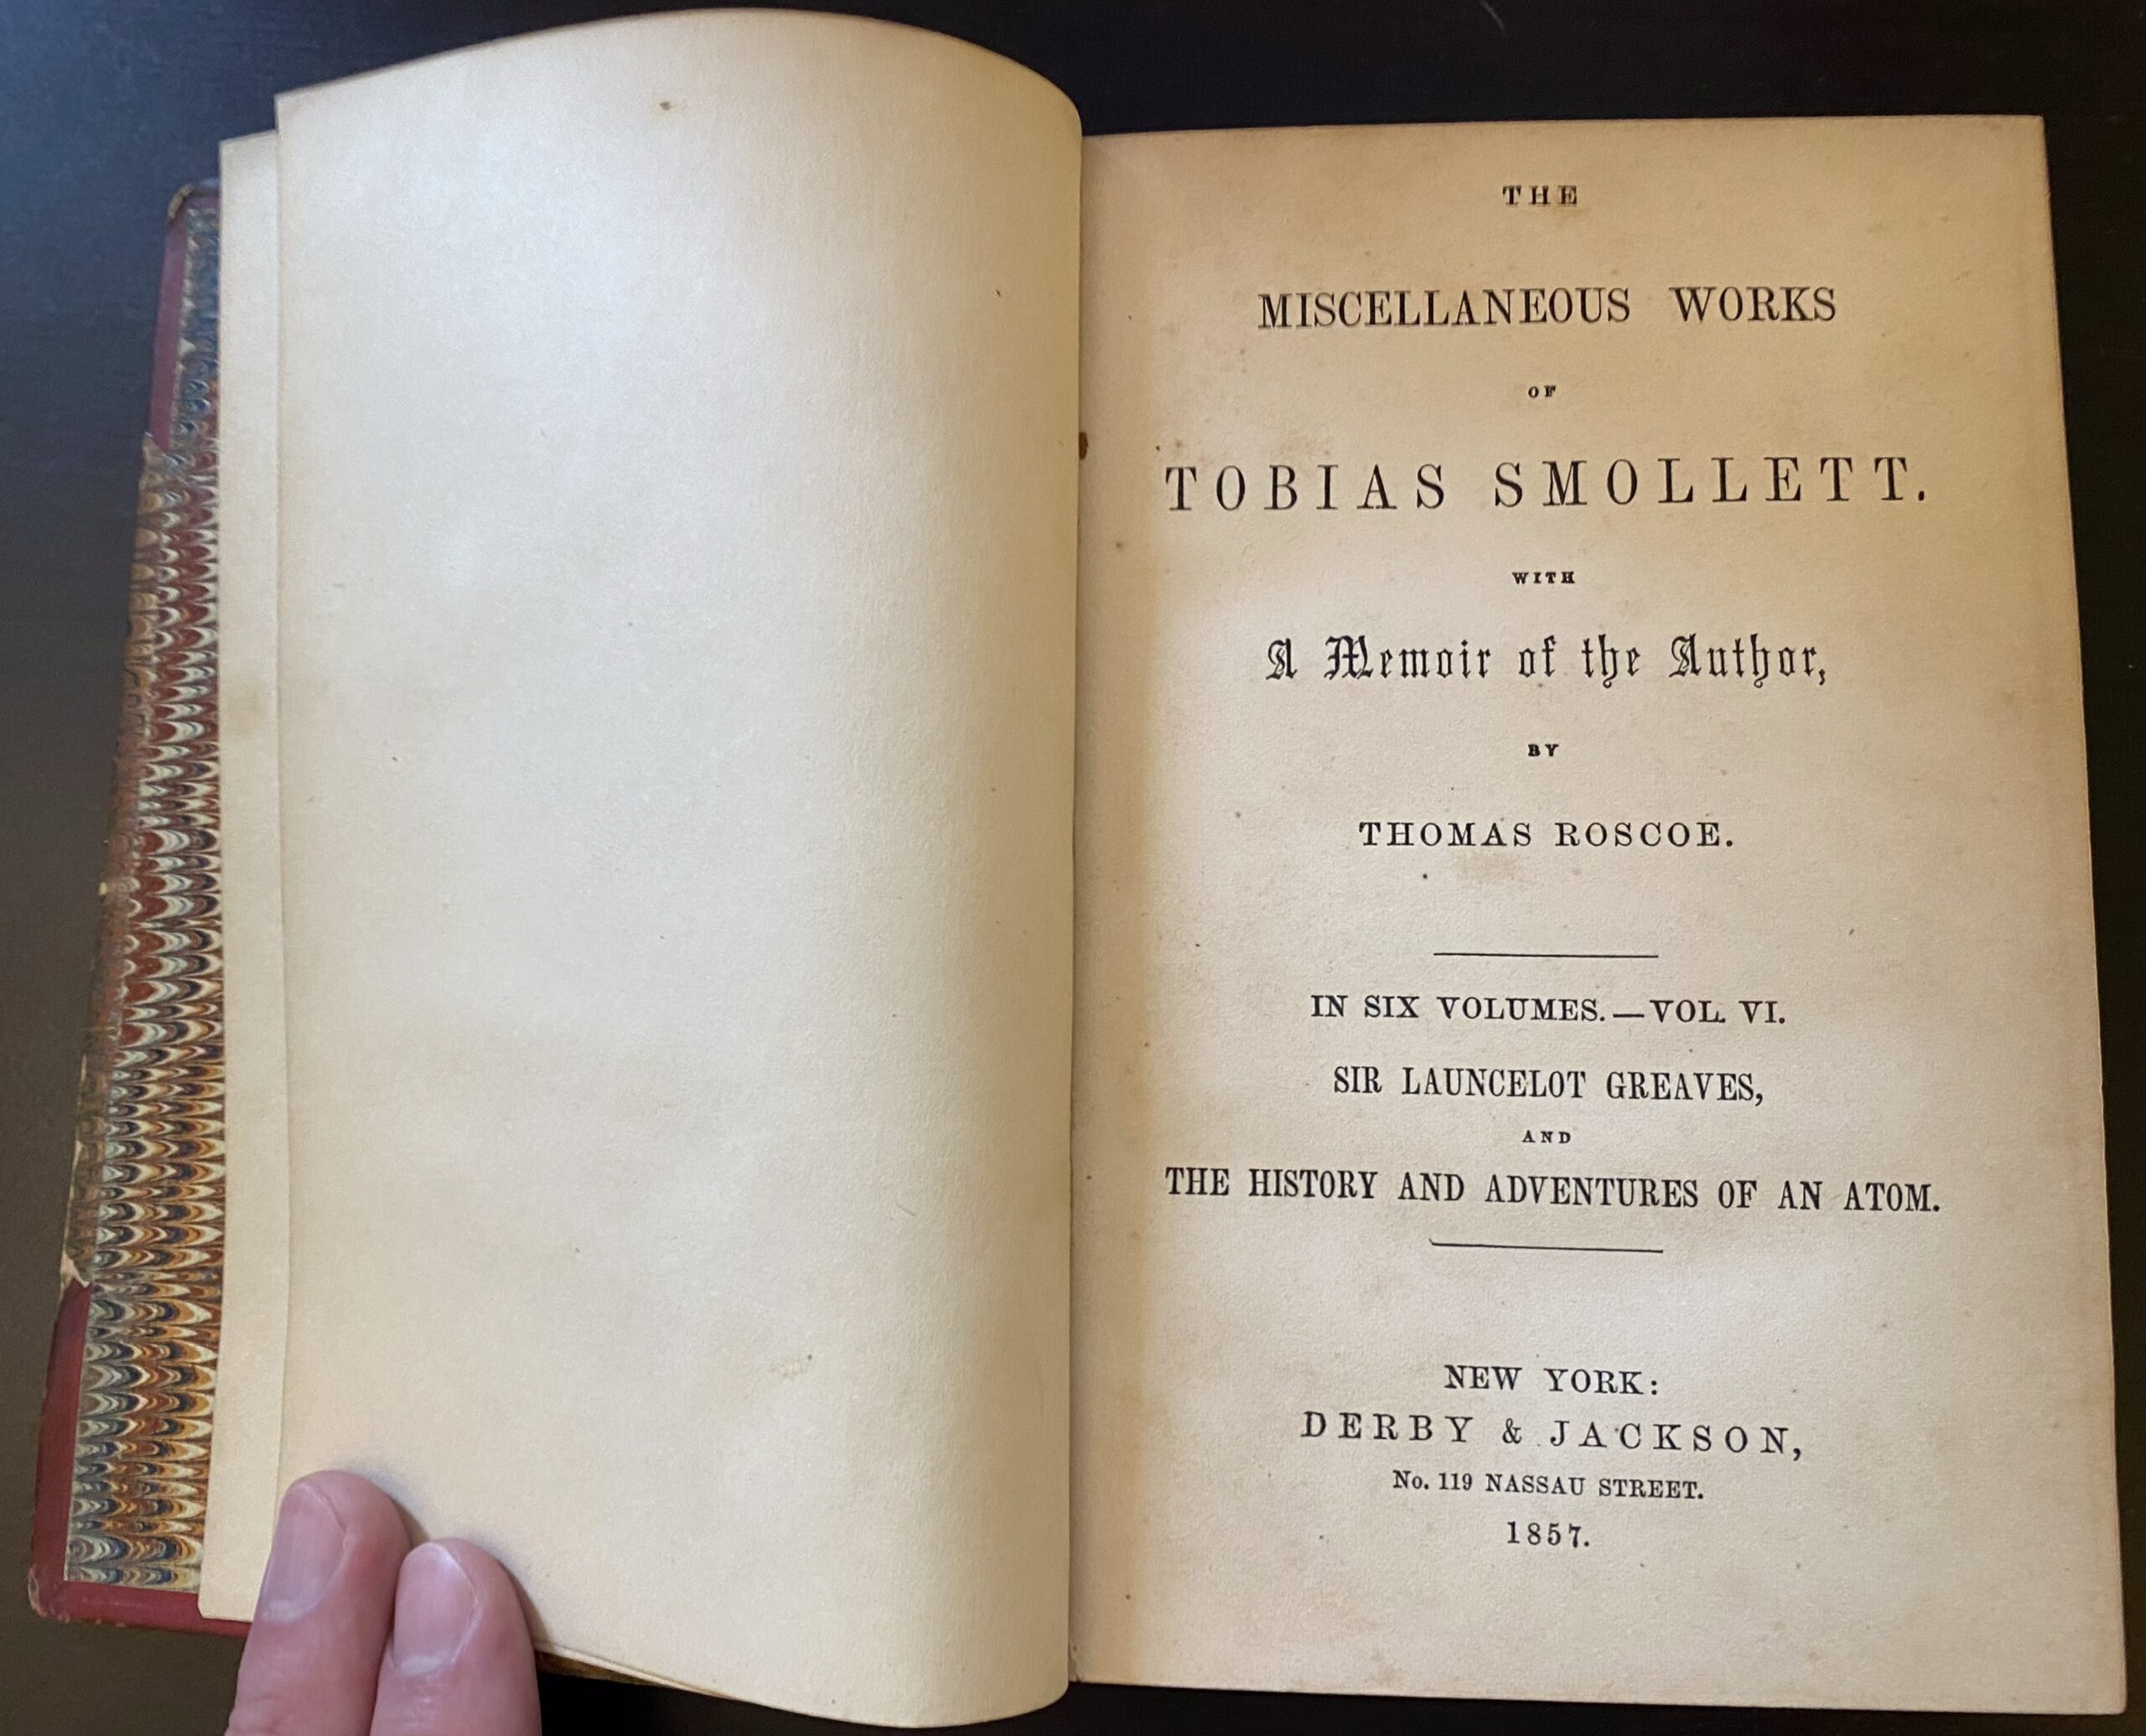 THE
MISCELLANEOUS WORKS
OF
TOBIAS SMOLLETT.
WITH
A Memoir of the Author,
BY
THOMAS ROSCOE.
IN SIX VOLUMES.—VOL. VI.
SIR LAUNCELOT GREAVES,
AND
THE HISTORY AND ADVENTURES OF AN ATOM.
NEW YORK:
DERBY & JACKSON,
No. 119 NASSAU STREET.
1857.